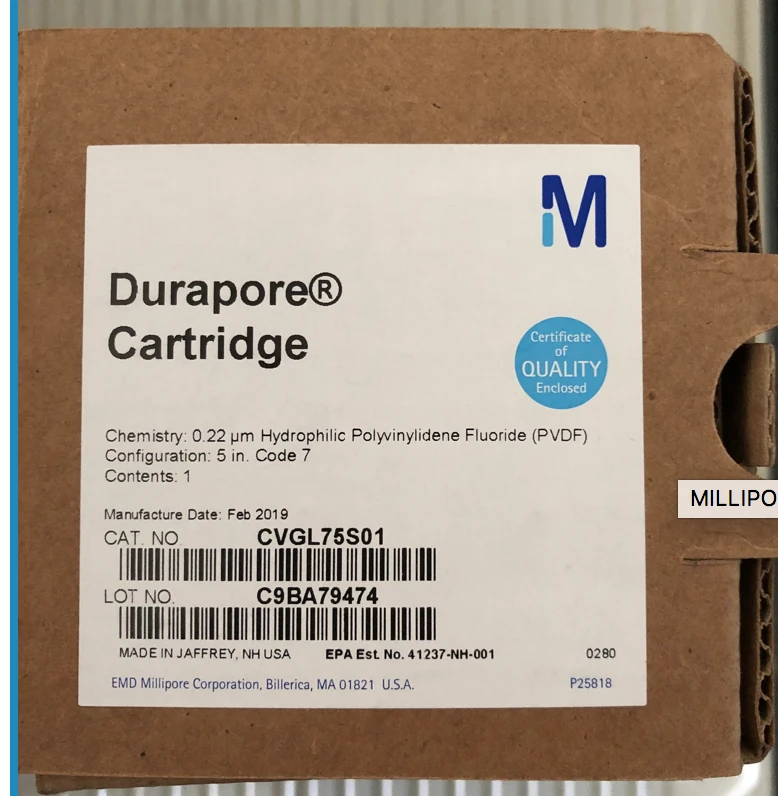 M
Durapore®
Cartridge
Certificate
of
QUALITY
Enclosed
Chemistry: 0.22 µm Hydrophilic Polyvinylidene Fluoride (PVDF)
Configuration: 5 in. Code 7
Contents: 1
MILLIPO
Manufacture Date: Feb 2019
CAT. NO. CVGL75S01
LOT NO. C9BA79474
MADE IN JAFFREY, NH USA EPA Est. No. 41237-NH-001 0280
EMD Millipore Corporation, Billerica, MA 01821 U.S.A. P25818